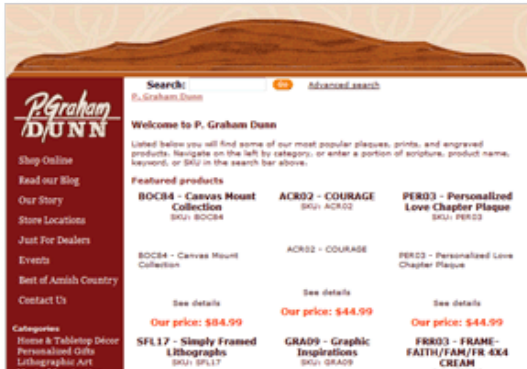 Search: Go Advanced search
P. Graham Dunn
P. Graham
DUNN
Shop Online
Read our Blog
Our Story
Store Locations
Just For Dealers
Events
Best of Amish Country
Contact Us
Categories
Home & Tabletop Décor
Personalized Gifts
Lithographic Art
Welcome to P. Graham Dunn
Listed below you will find some of our most popular plaques, prints, and engraved
products. Navigate on the left by category, or enter a portion of scripture, product name,
keyword, or SKU in the search bar above.
Featured products
BOC84 - Canvas Mount
Collection
SKU: BOC84
BOC84 - Canvas Mount
Collection
See details
Our price: $84.99
ACR02 - COURAGE
SKU: ACR02
ACR02 - COURAGE
See details
Our price: $44.99
PER03 - Personalized
Love Chapter Plaque
SKU: PER03
PER03 - Personalized Love
Chapter Plaque
See details
Our price: $44.99
SFL17 - Simply Framed
Lithographs
SKU: SFL17
GRA09 - Graphic
Inspirations
SKU: GRA09
FRR03 - FRAME-
FAITH/FAM/FR 4X4
CREAM